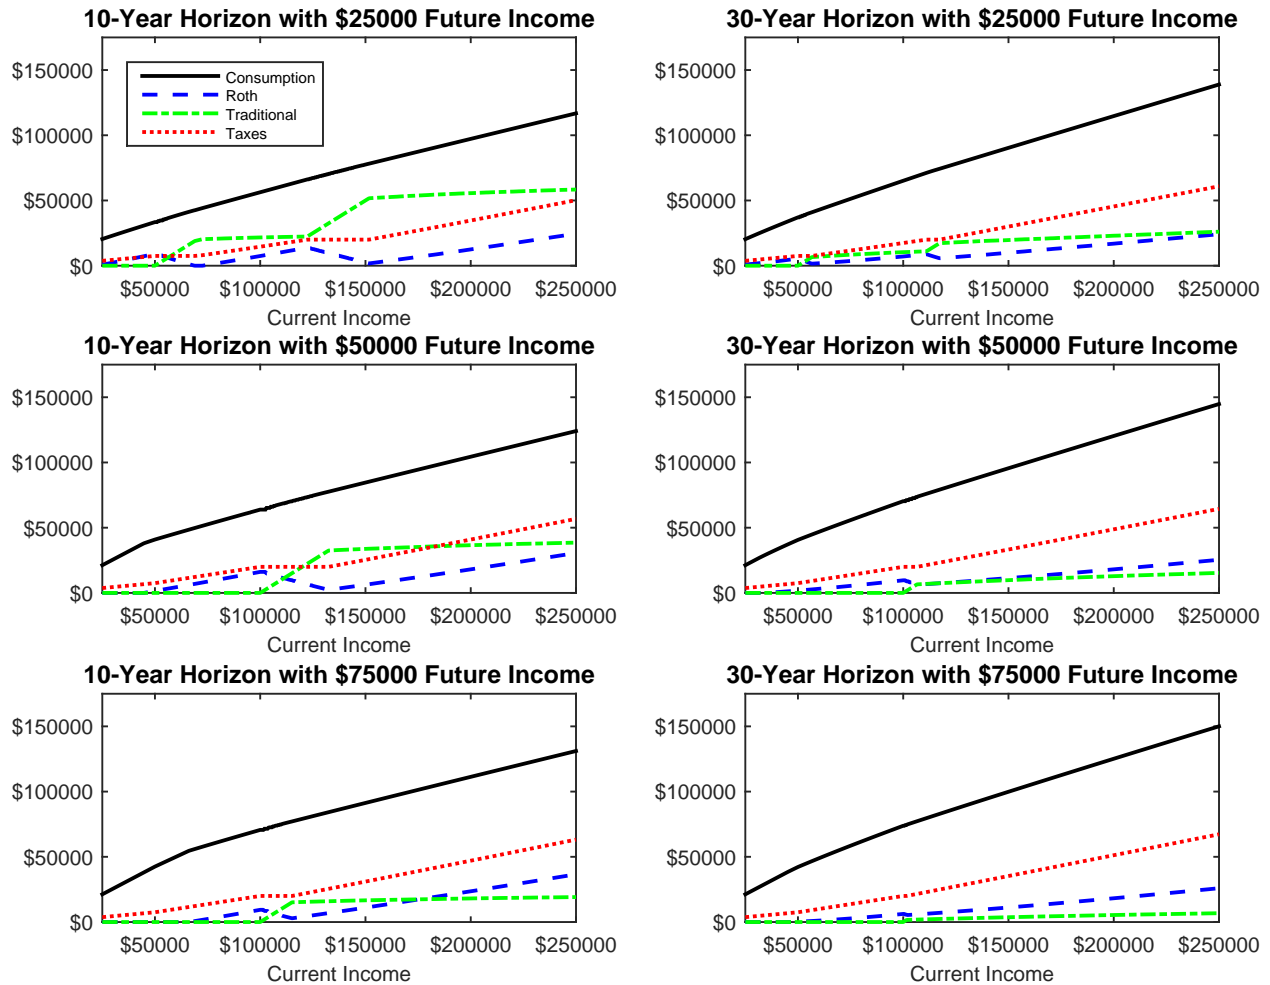 10-Year Horizon with $25000 Future Income
$150000
$100000
$50000
$0
Consumption
Roth
Traditional
Taxes
$50000 $100000 $150000 $200000 $250000
Current Income
30-Year Horizon with $25000 Future Income
$150000
$100000
$50000
$0
$50000 $100000 $150000 $200000 $250000
Current Income
10-Year Horizon with $50000 Future Income
$150000
$100000
$50000
$0
$50000 $100000 $150000 $200000 $250000
Current Income
30-Year Horizon with $50000 Future Income
$150000
$100000
$50000
$0
$50000 $100000 $150000 $200000 $250000
Current Income
10-Year Horizon with $75000 Future Income
$150000
$100000
$50000
$0
$50000 $100000 $150000 $200000 $250000
Current Income
30-Year Horizon with $75000 Future Income
$150000
$100000
$50000
$0
$50000 $100000 $150000 $200000 $250000
Current Income